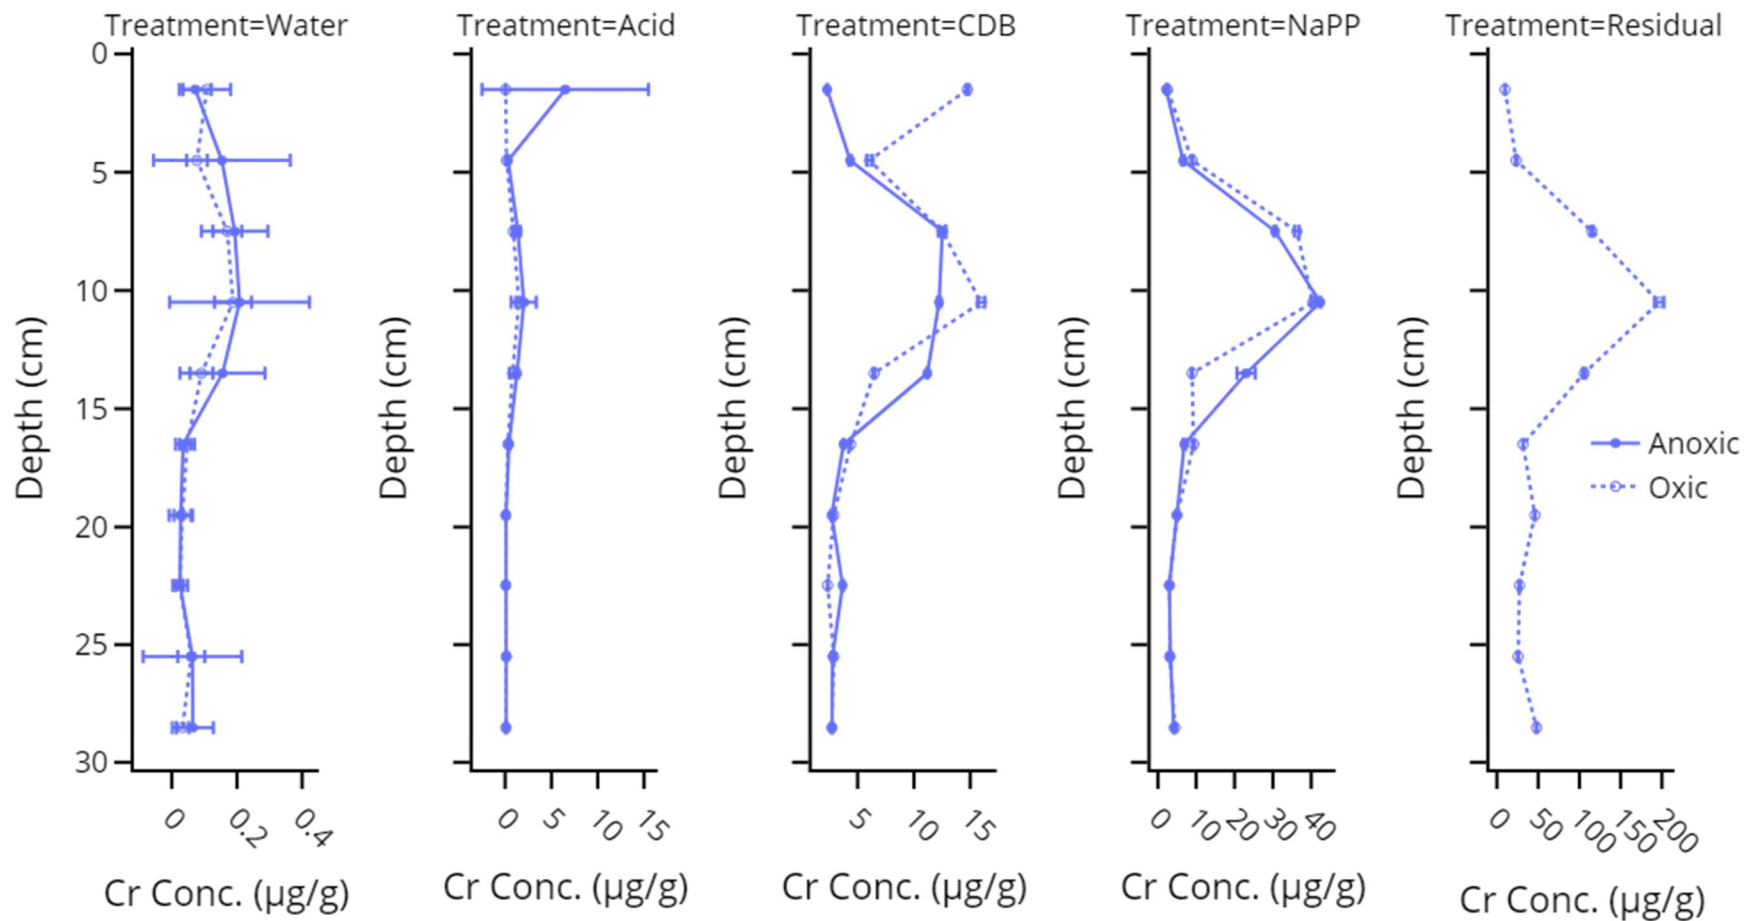 Treatment=Water
Treatment=Acid
Treatment=CDB
Treatment=NaPP
Treatment=Residual
0
5
10
15
20
25
30
Depth (cm)
Depth (cm)
Depth (cm)
Depth (cm)
Depth (cm)
Anoxic
Oxic
0 0.2 0.4
0 5 10 15
5 10 15
0 10 20 30 40
0 50 100 150 200
Cr Conc. (µg/g)
Cr Conc. (µg/g)
Cr Conc. (µg/g)
Cr Conc. (µg/g)
Cr Conc. (µg/g)